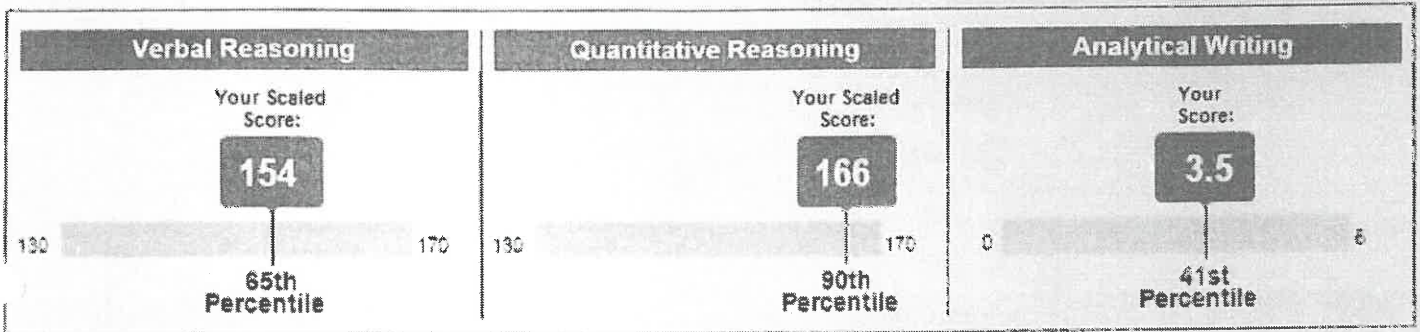 Verbal Reasoning
Your Scaled
Score:
154
130
170
65th
Percentile
Quantitative Reasoning
Your Scaled
Score:
166
130
170
90th
Percentile
Analytical Writing
Your
Score:
3.5
0
6
41st
Percentile